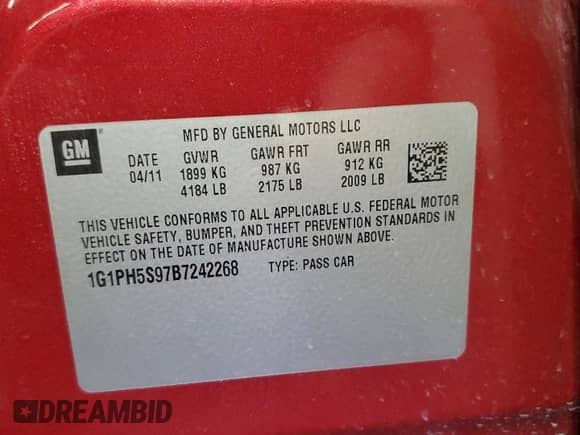 GM
MFD BY GENERAL MOTORS LLC
DATE GVWR GAWR FRT GAWR RR
04/11 1899 KG 987 KG 912 KG
4184 LB 2175 LB 2009 LB
THIS VEHICLE CONFORMS TO ALL APPLICABLE U.S. FEDERAL MOTOR
VEHICLE SAFETY, BUMPER, AND THEFT PREVENTION STANDARDS IN
EFFECT ON THE DATE OF MANUFACTURE SHOWN ABOVE.
1G1PH5S97B7242268 TYPE: PASS CAR
DREAMBID